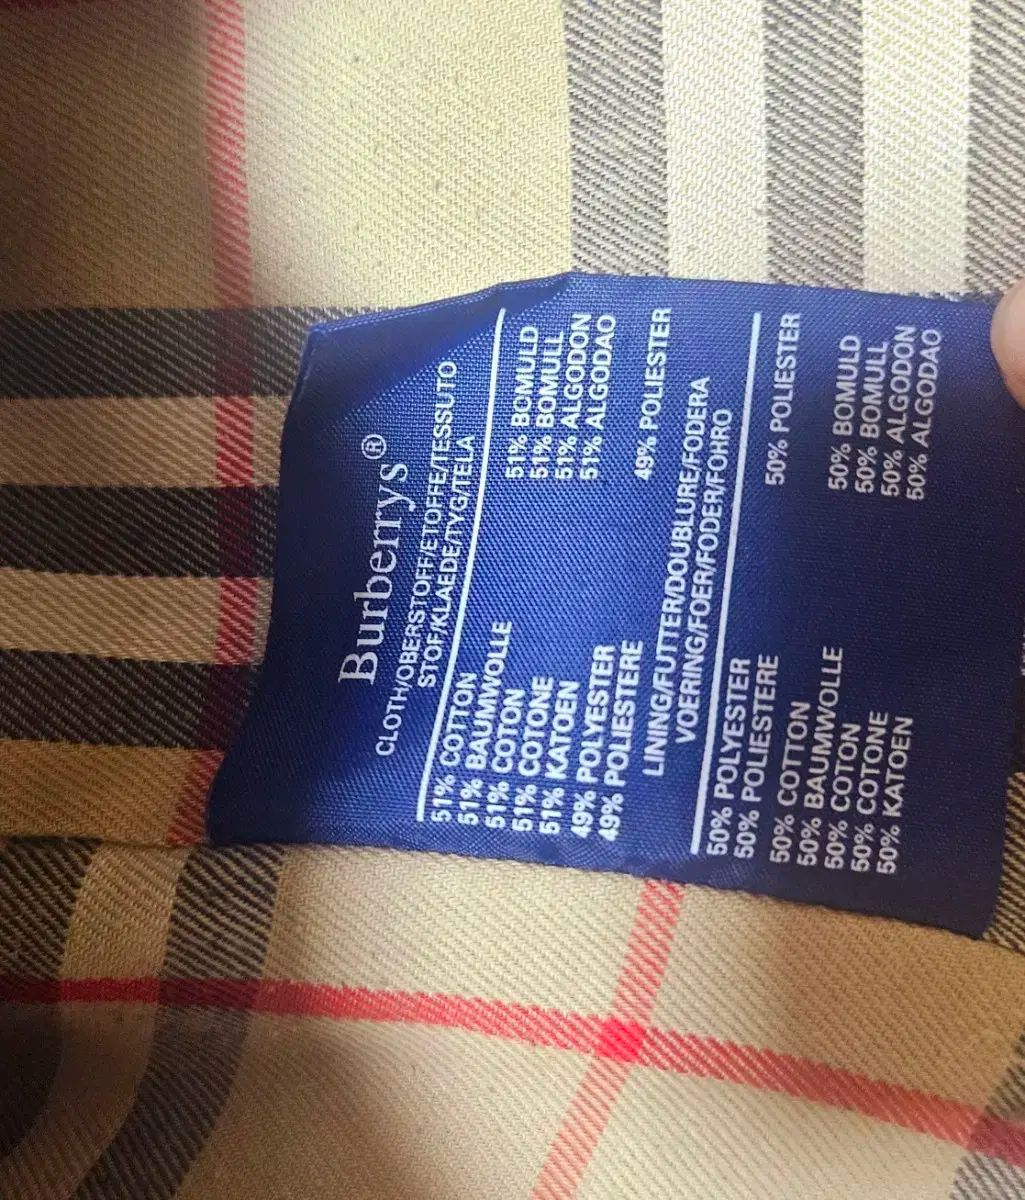 Burberrys®
CLOTH/OBERSTOFF/ETOFFE/TESSUTO
STOF/KLAEDE/TYG/TELA
51% COTTON 51% BOMULD
51% BAUMWOLLE 51% BOMULL
51% COTON 51% ALGODON
51% COTONE 51% ALGODAO
51% KATOEN
49% POLYESTER 49% POLIESTER
49% POLIESTERE
LINING/FUTTER/DOUBLURE/FODERA
VOERING/FOER/FODER/FOHRO
50% POLYESTER 50% POLIESTER
50% POLIESTERE
50% COTTON 50% BOMULD
50% BAUMWOLLE 50% BOMULL
50% COTON 50% ALGODON
50% COTONE 50% ALGODAO
50% KATOEN